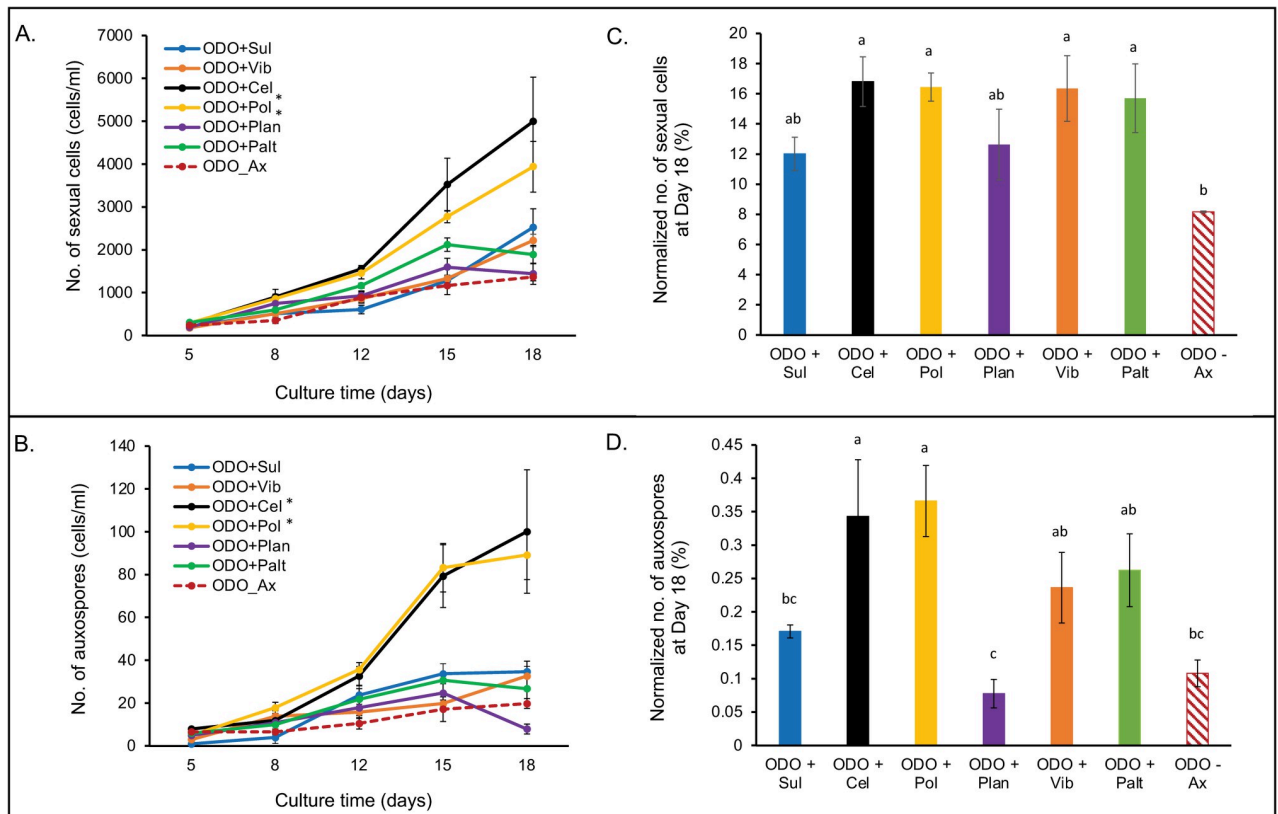 A.
No. of sexual cells (cells/ml)
7000
6000
5000
4000
3000
2000
1000
0
ODO+Sul
ODO+Vib
ODO+Cel
ODO+Pol *
*
ODO+Plan
ODO+Palt
ODO_Ax
5 8 12 15 18
Culture time (days)
C.
Normalized no. of sexual cells
at Day 18 (%)
20
18
16
14
12
10
8
6
4
2
0
ab a a ab a a b
ODO + ODO + ODO + ODO + ODO + ODO + ODO -
Sul Cel Pol Plan Vib Palt Ax
B.
No. of auxospores (cells/ml)
140
120
100
80
60
40
20
0
ODO+Sul
ODO+Vib
ODO+Cel *
ODO+Pol *
ODO+Plan
ODO+Palt
ODO_Ax
5 8 12 15 18
Culture time (days)
D.
Normalized no. of auxospores
at Day 18 (%)
0.45
0.4
0.35
0.3
0.25
0.2
0.15
0.1
0.05
0
bc a a c ab ab bc
ODO + ODO + ODO + ODO + ODO + ODO + ODO -
Sul Cel Pol Plan Vib Palt Ax